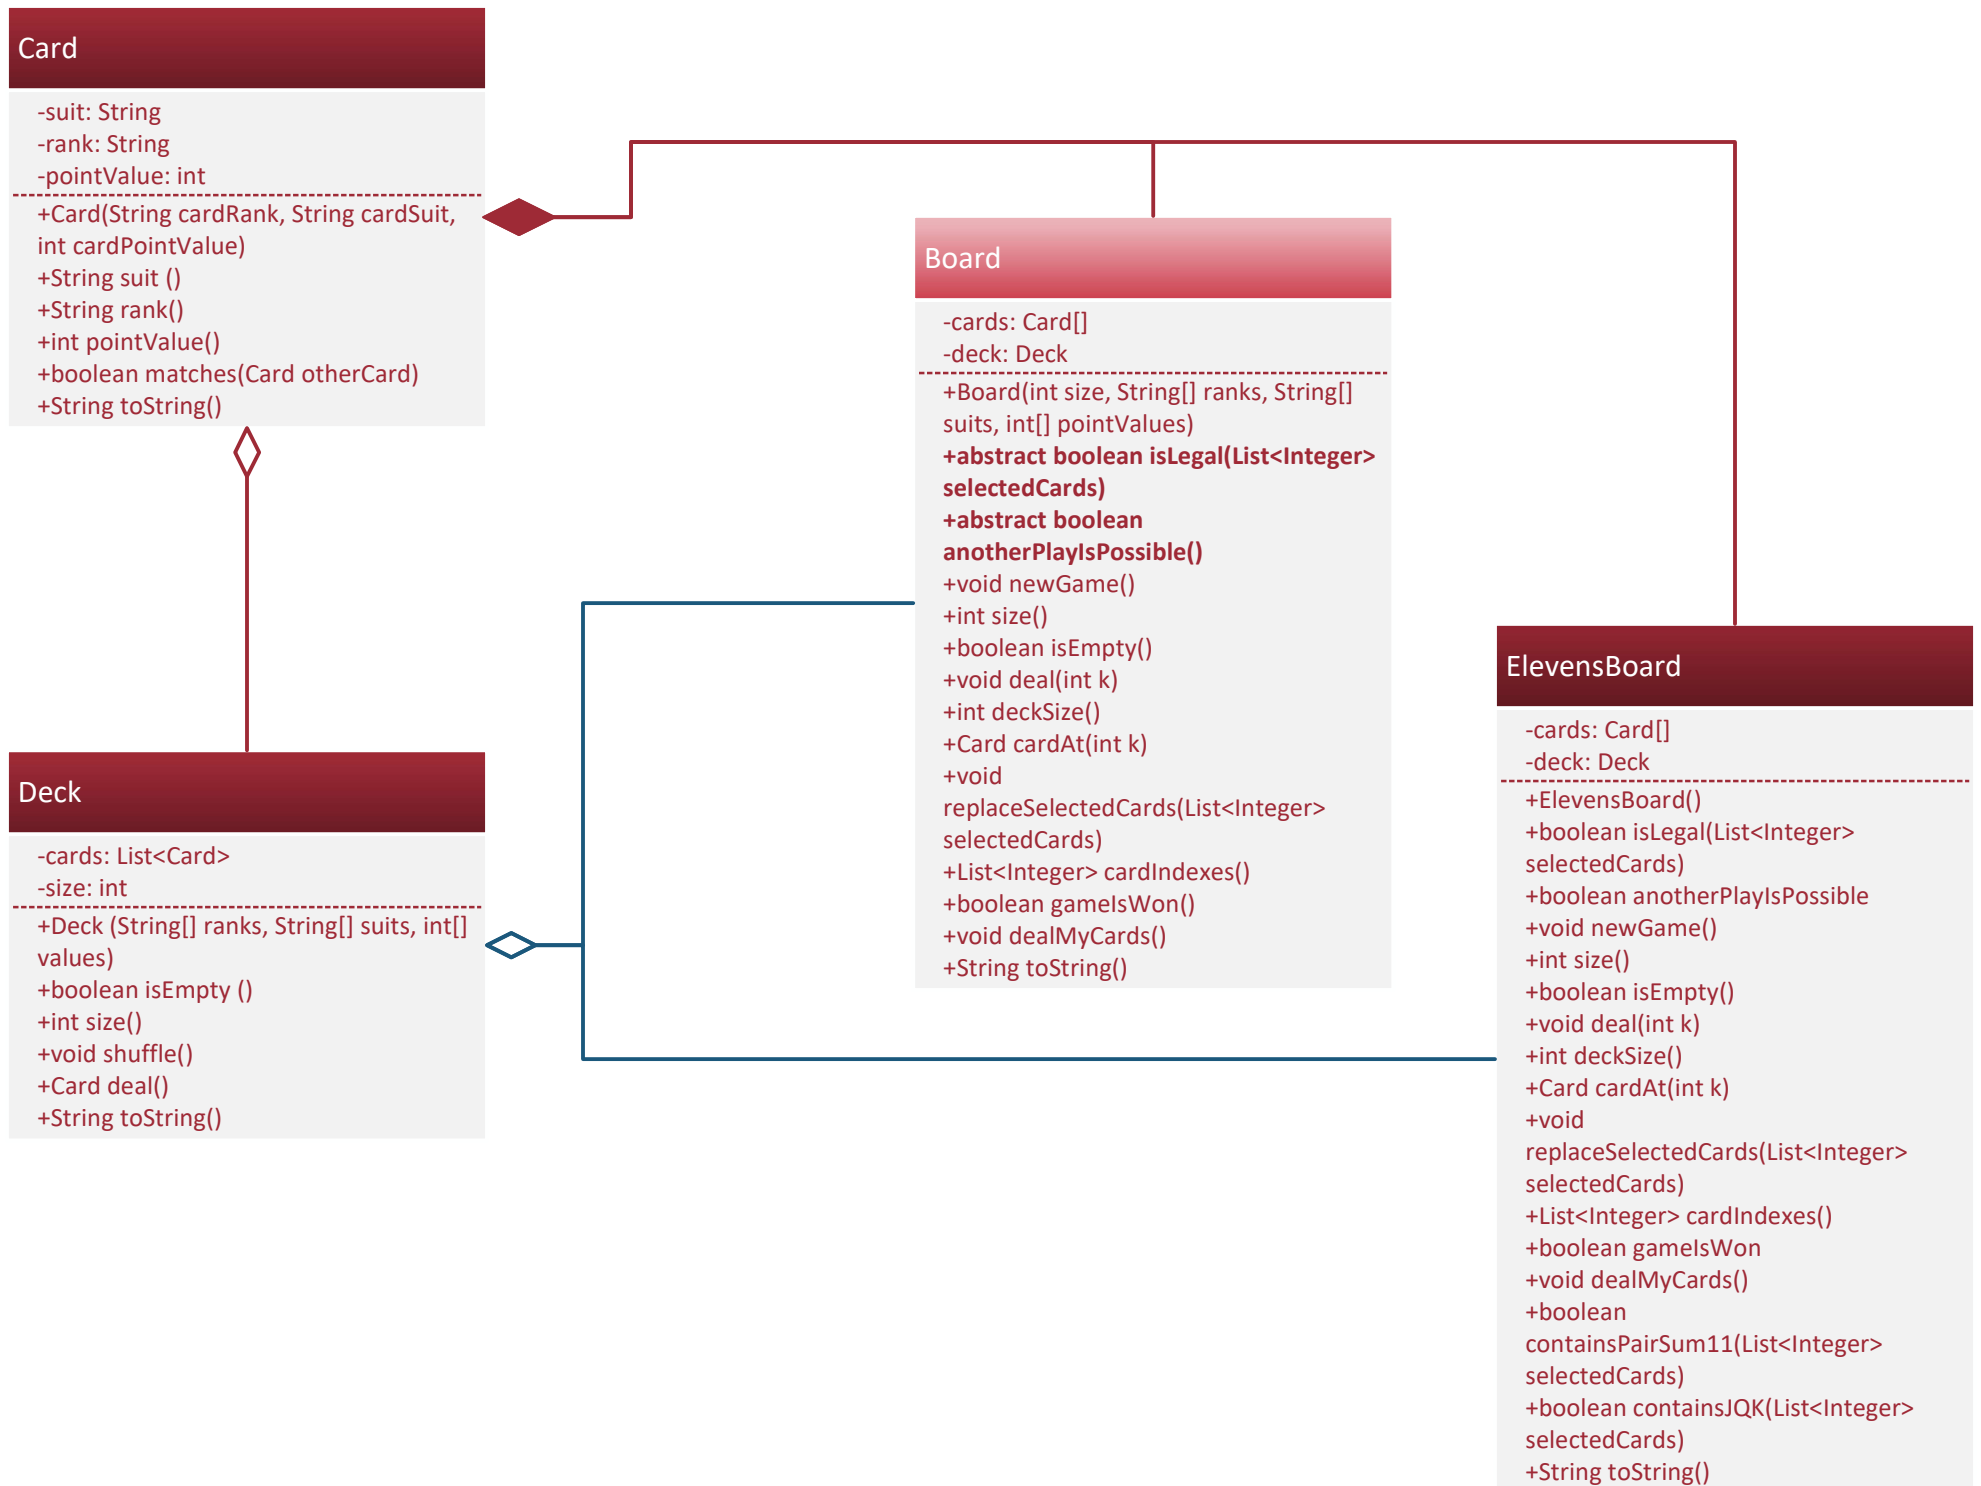 Card
-suit: String
-rank: String
-pointValue: int
+Card(String cardRank, String cardSuit,
int cardPointValue)
+String suit ()
+String rank()
+int pointValue()
+boolean matches(Card otherCard)
+String toString()
Deck
-cards: List<Card>
-size: int
+Deck (String[] ranks, String[] suits, int[]
values)
+boolean isEmpty ()
+int size()
+void shuffle()
+Card deal()
+String toString()
Board
-cards: Card[]
-deck: Deck
+Board(int size, String[] ranks, String[]
suits, int[] pointValues)
+abstract boolean isLegal(List<Integer>
selectedCards)
+abstract boolean
anotherPlayIsPossible()
+void newGame()
+int size()
+boolean isEmpty()
+void deal(int k)
+int deckSize()
+Card cardAt(int k)
+void
replaceSelectedCards(List<Integer>
selectedCards)
+List<Integer> cardIndexes()
+boolean gameIsWon()
+void dealMyCards()
+String toString()
ElevensBoard
-cards: Card[]
-deck: Deck
+ElevensBoard()
+boolean isLegal(List<Integer>
selectedCards)
+boolean anotherPlayIsPossible
+void newGame()
+int size()
+boolean isEmpty()
+void deal(int k)
+int deckSize()
+Card cardAt(int k)
+void
replaceSelectedCards(List<Integer>
selectedCards)
+List<Integer> cardIndexes()
+boolean gameIsWon
+void dealMyCards()
+boolean
containsPairSum11(List<Integer>
selectedCards)
+boolean containsJQK(List<Integer>
selectedCards)
+String toString()